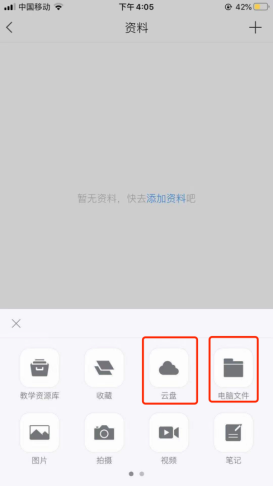 中国移动 下午 4:05 42%
资料
暂无资料，快去添加资料吧
教学资源库 收藏 云盘 电脑文件
图片 拍摄 视频 笔记